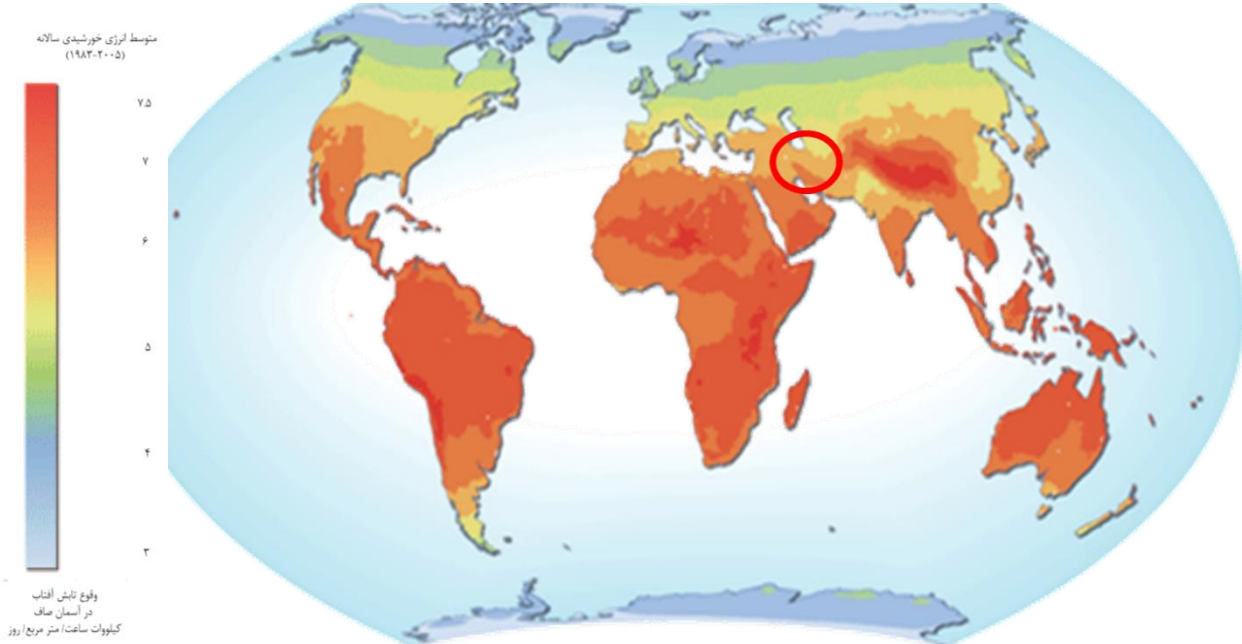 متوسط انرژی خورشیدی سالانه
(۱۹۸۳-۲۰۰۵)
۷.۵
۷
۶
۵
۴
۳
وقوع تابش آفتاب
در آسمان صاف
کیلووات ساعت/ متر مربع/ روز